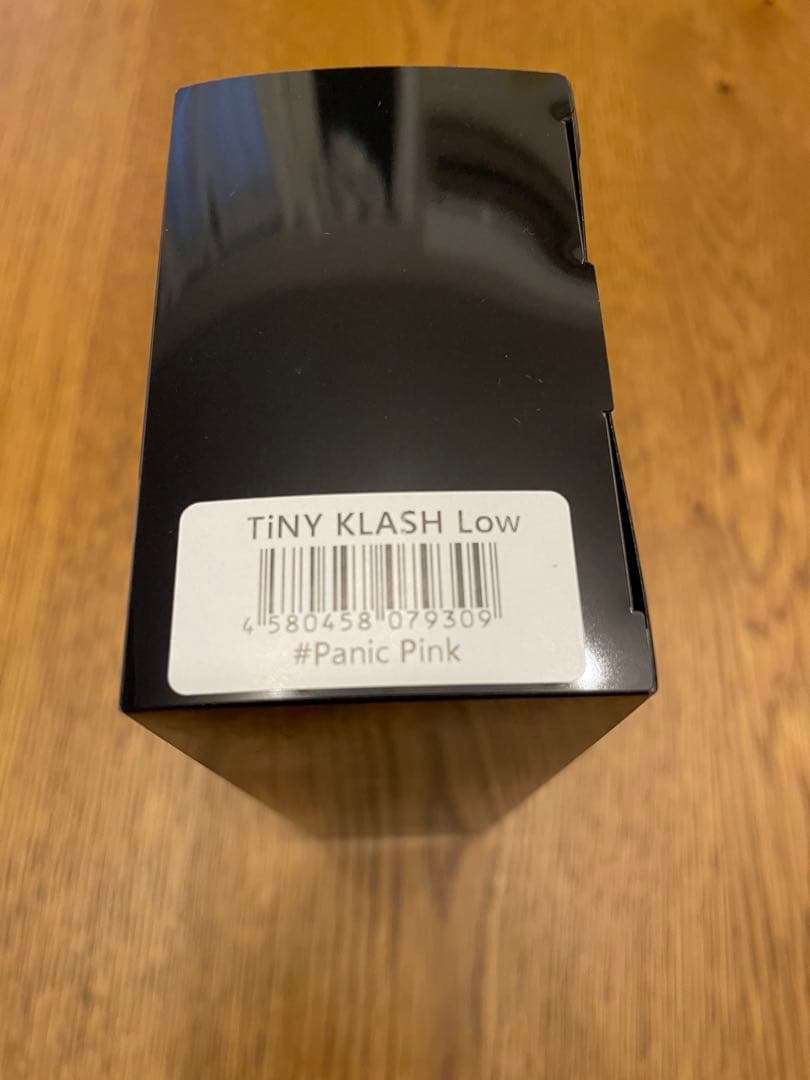 TiNY KLASH Low
4 580458 079309
#Panic Pink